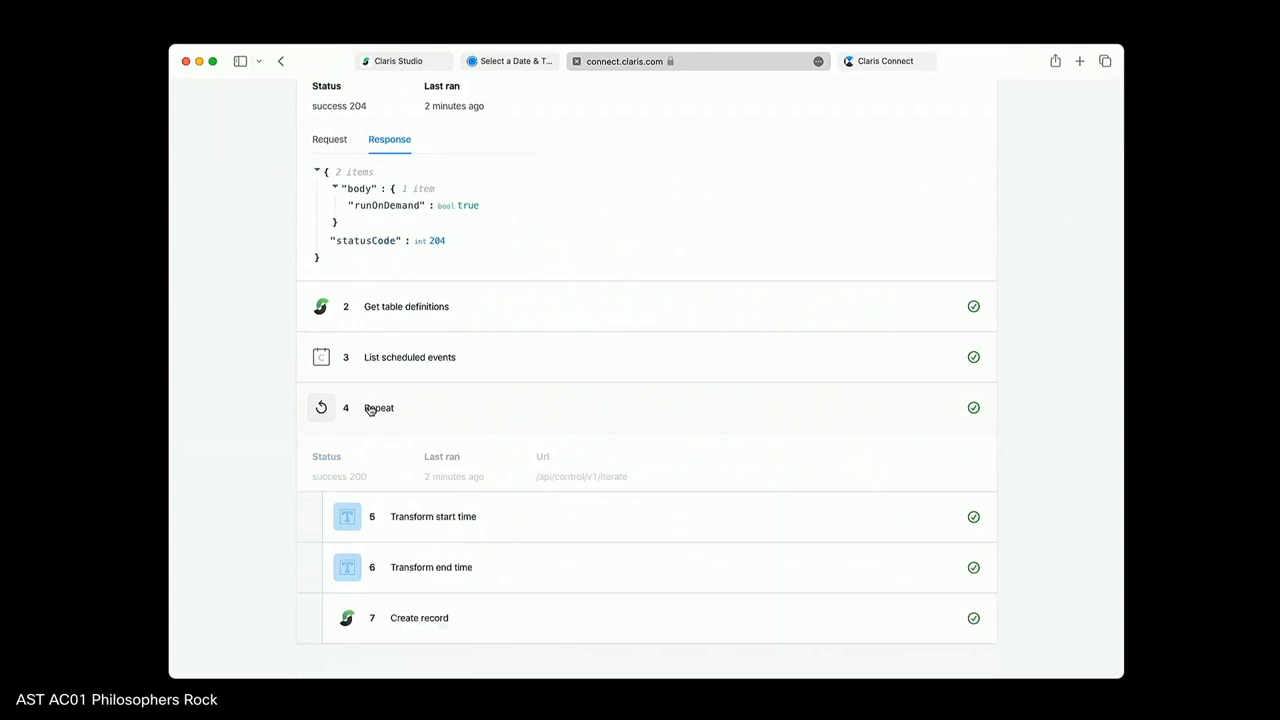 Claris Studio
Select a Date & T...
connect.claris.com
Claris Connect
Status Last ran
success 204 2 minutes ago
Request Response
{ 2 items
"body" : { 1 item
"runOnDemand" : bool true
}
"statusCode" : int 204
}
2 Get table definitions
C 3 List scheduled events
4 Repeat
Status Last ran Url
success 200 2 minutes ago /api/control/v1/iterate
T 5 Transform start time
T 6 Transform end time
7 Create record
AST AC01 Philosophers Rock